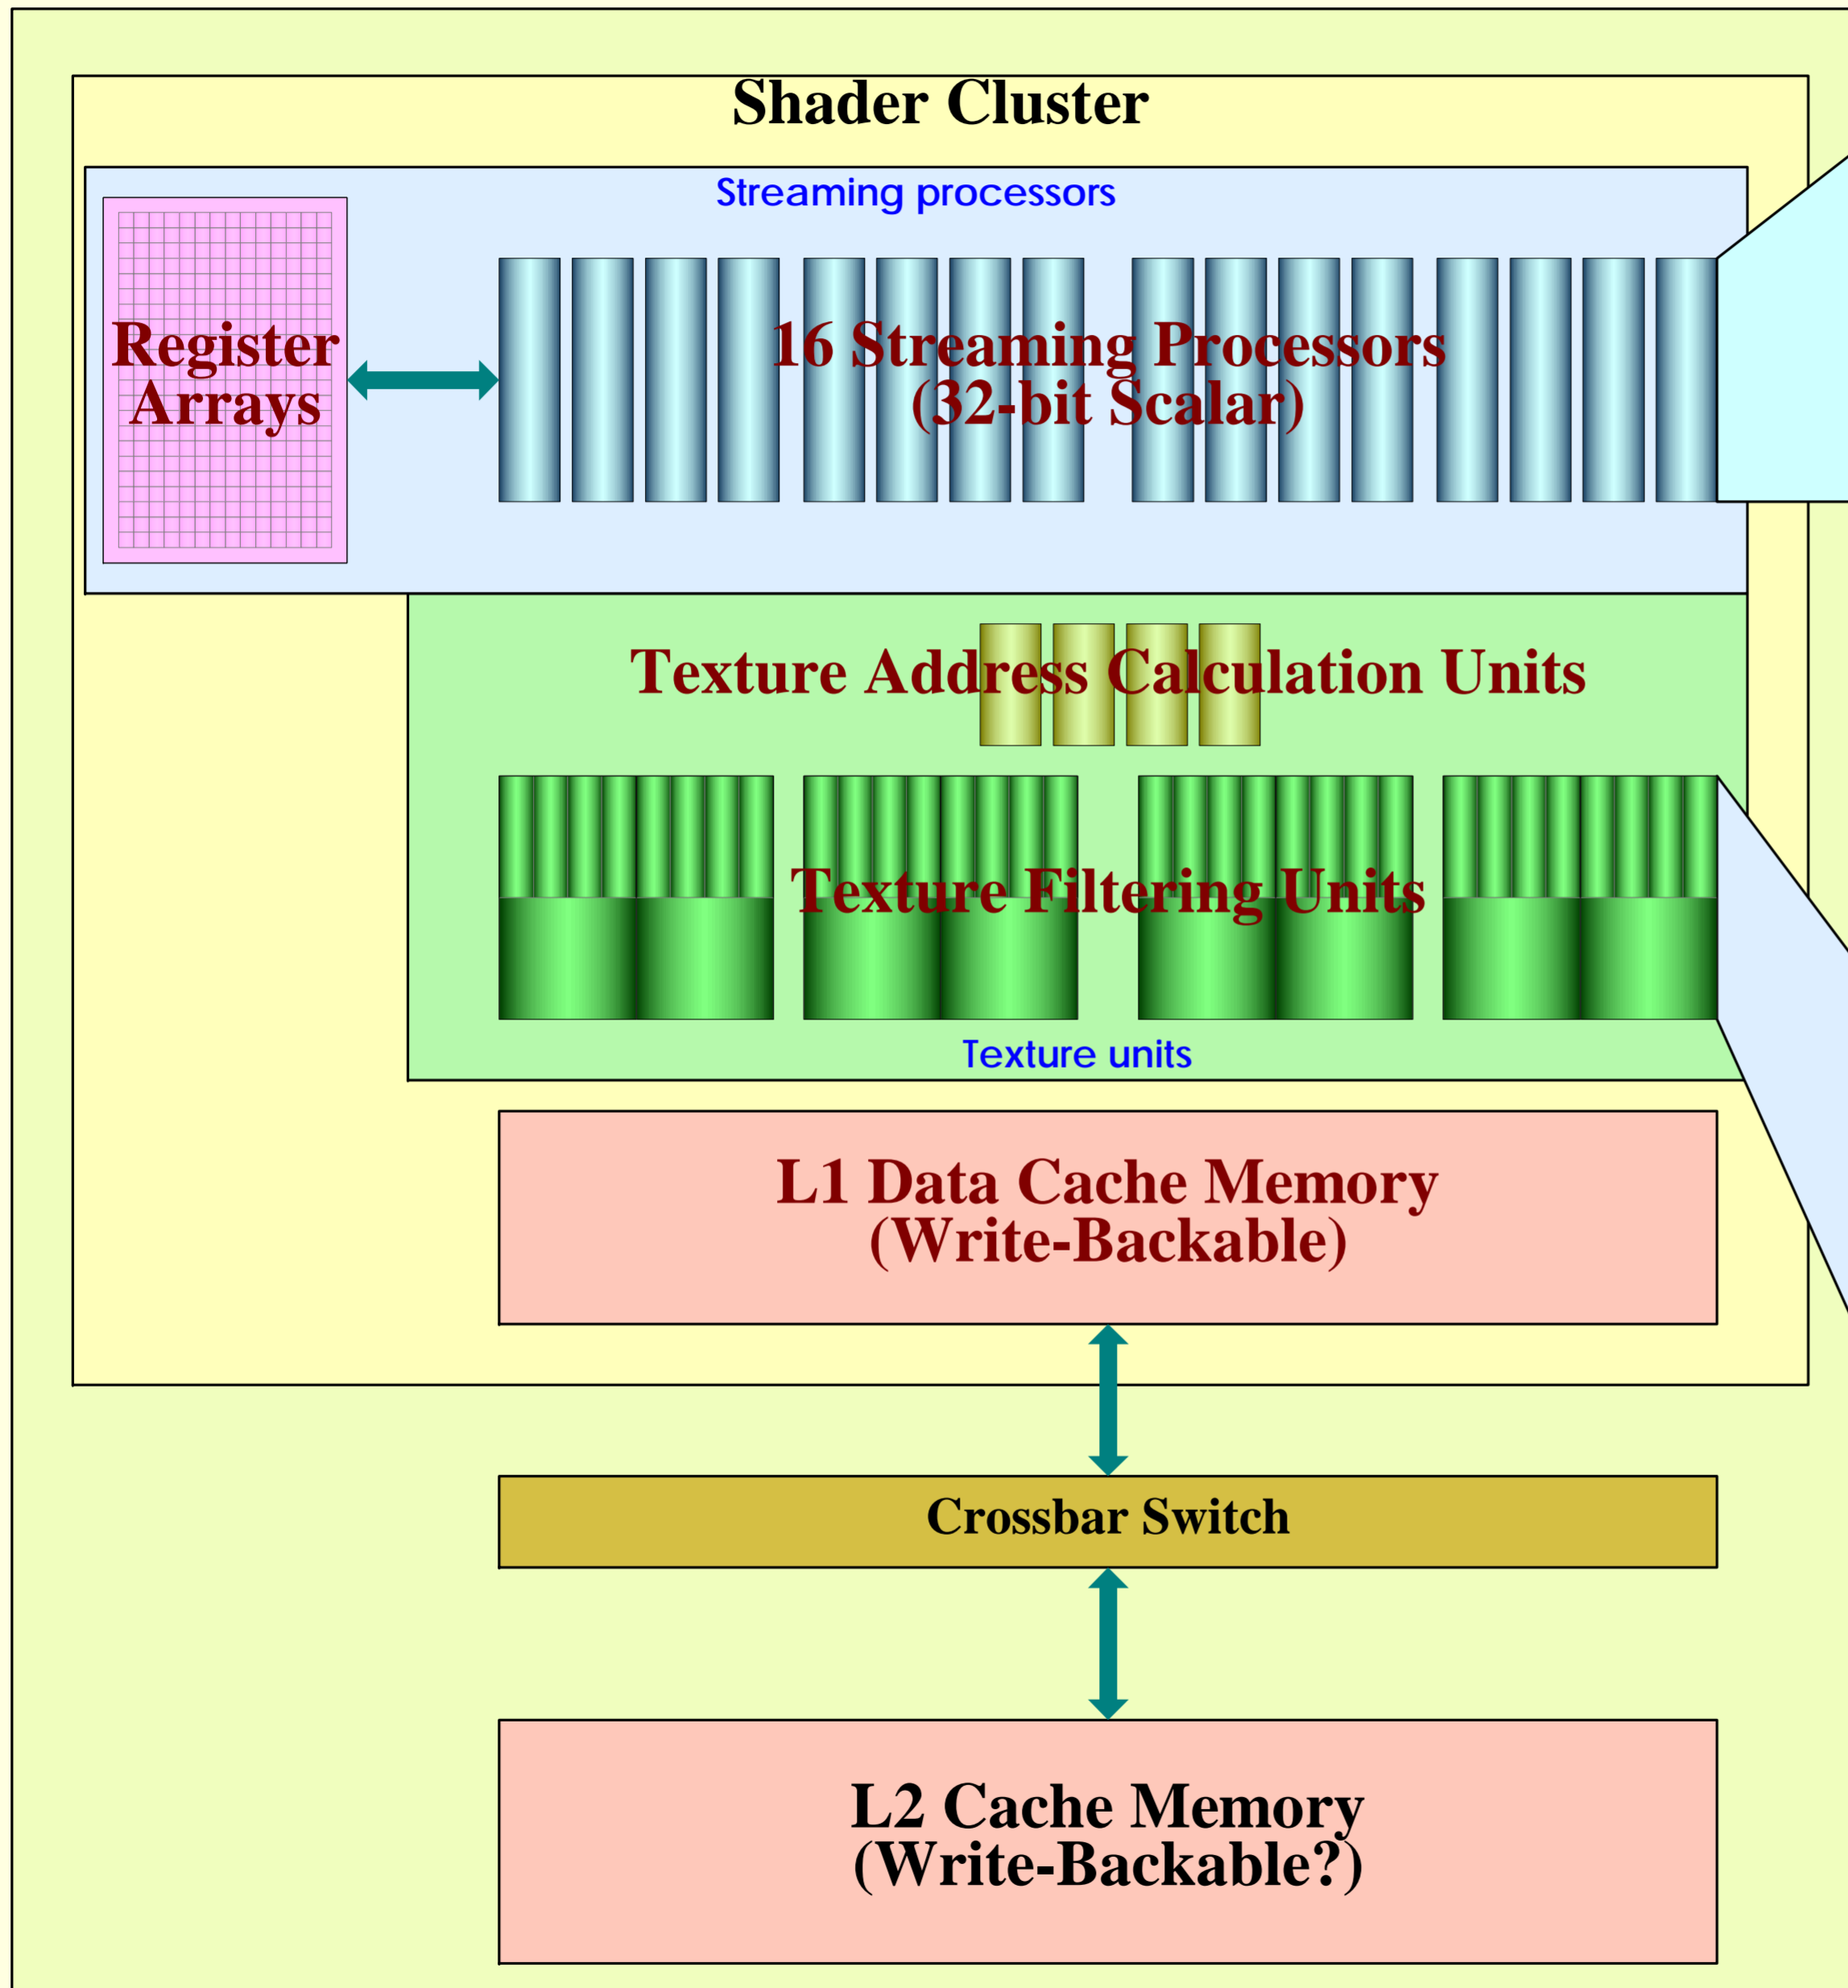 Shader Cluster
Streaming processors
Register
Arrays
16 Streaming Processors
(32-bit Scalar)
Texture Address Calculation Units
Texture Filtering Units
Texture units
L1 Data Cache Memory
(Write-Backable)
Crossbar Switch
L2 Cache Memory
(Write-Backable?)